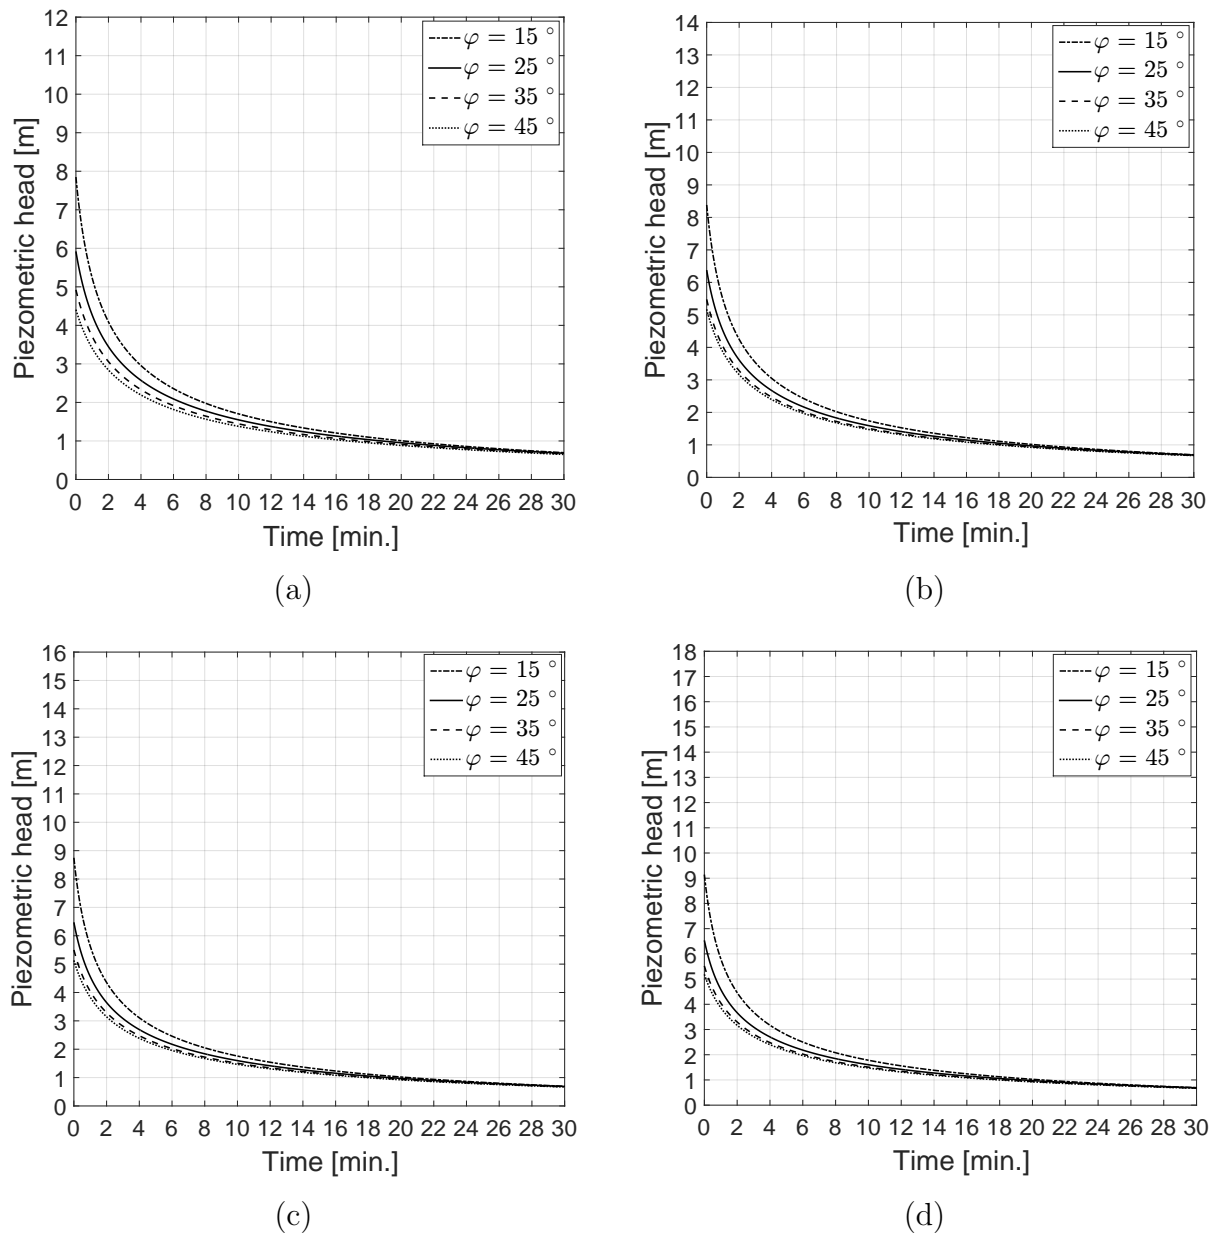 12
11
10
9
8
7
6
5
4
3
2
1
0
Piezometric head [m]
φ = 15 °
φ = 25 °
φ = 35 °
φ = 45 °
0 2 4 6 8 10 12 14 16 18 20 22 24 26 28 30
Time [min.]
(a)
14
13
12
11
10
9
8
7
6
5
4
3
2
1
0
Piezometric head [m]
φ = 15 °
φ = 25 °
φ = 35 °
φ = 45 °
0 2 4 6 8 10 12 14 16 18 20 22 24 26 28 30
Time [min.]
(b)
16
15
14
13
12
11
10
9
8
7
6
5
4
3
2
1
0
Piezometric head [m]
φ = 15 °
φ = 25 °
φ = 35 °
φ = 45 °
0 2 4 6 8 10 12 14 16 18 20 22 24 26 28 30
Time [min.]
(c)
18
17
16
15
14
13
12
11
10
9
8
7
6
5
4
3
2
1
0
Piezometric head [m]
φ = 15 °
φ = 25 °
φ = 35 °
φ = 45 °
0 2 4 6 8 10 12 14 16 18 20 22 24 26 28 30
Time [min.]
(d)